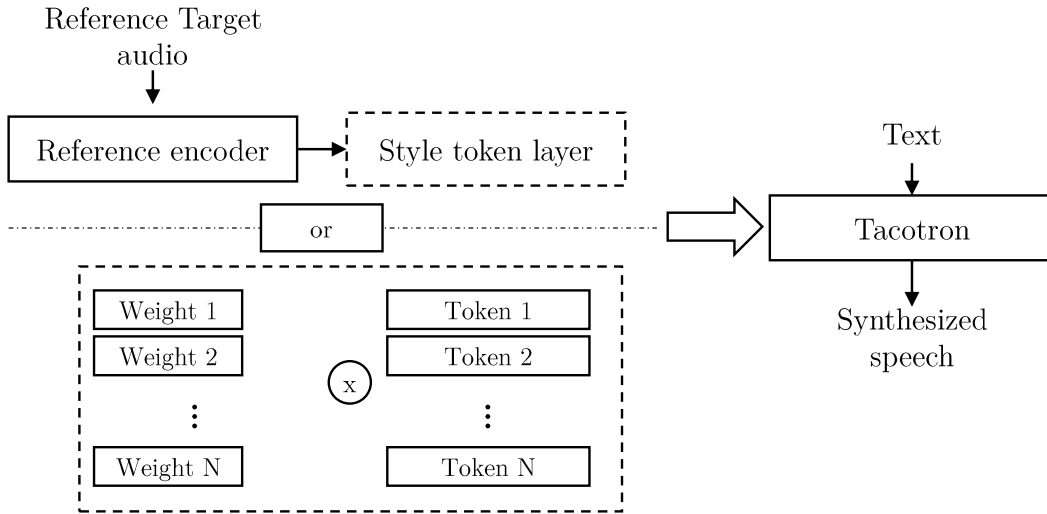 Reference Target
audio
Reference encoder
Style token layer
or
Weight 1
Token 1
Weight 2
Token 2
x
Weight N
Token N
Text
Tacotron
Synthesized
speech